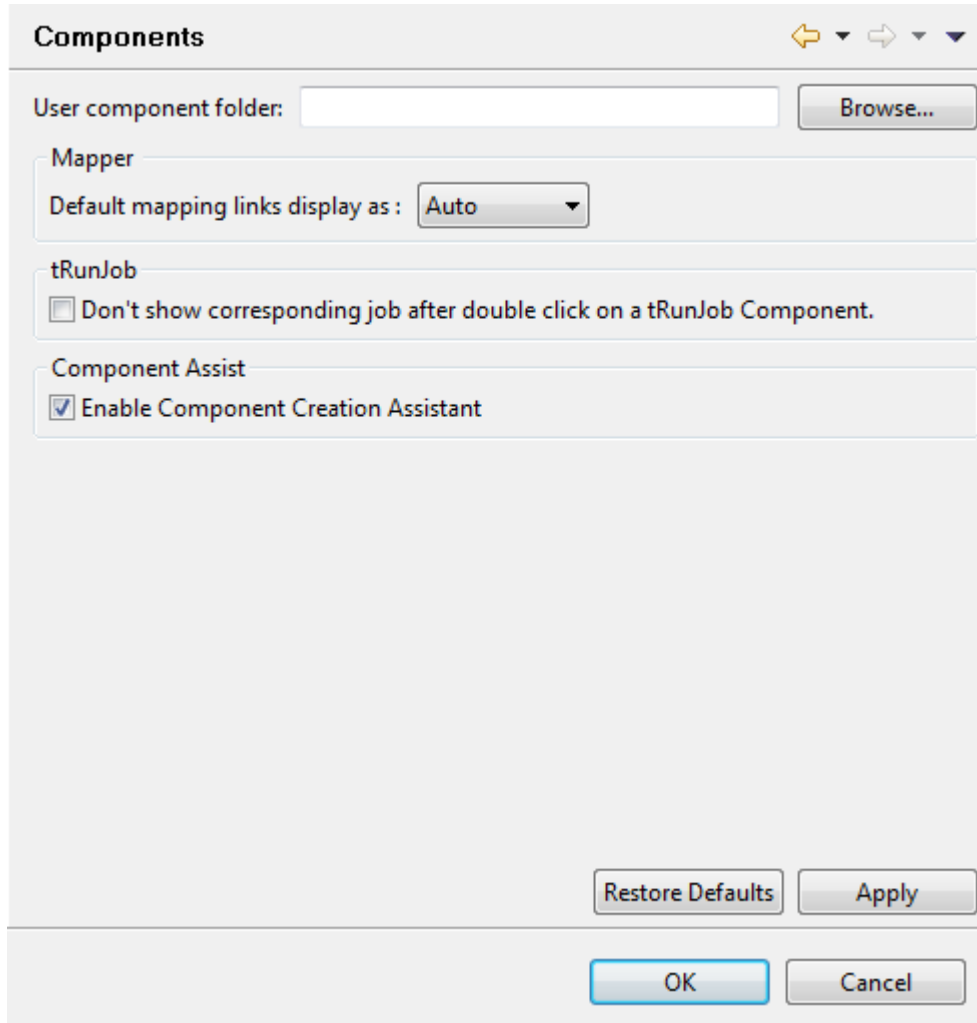 Components
User component folder: Browse...
Mapper
Default mapping links display as : Auto
tRunJob
Don't show corresponding job after double click on a tRunJob Component.
Component Assist
Enable Component Creation Assistant
Restore Defaults Apply
OK Cancel